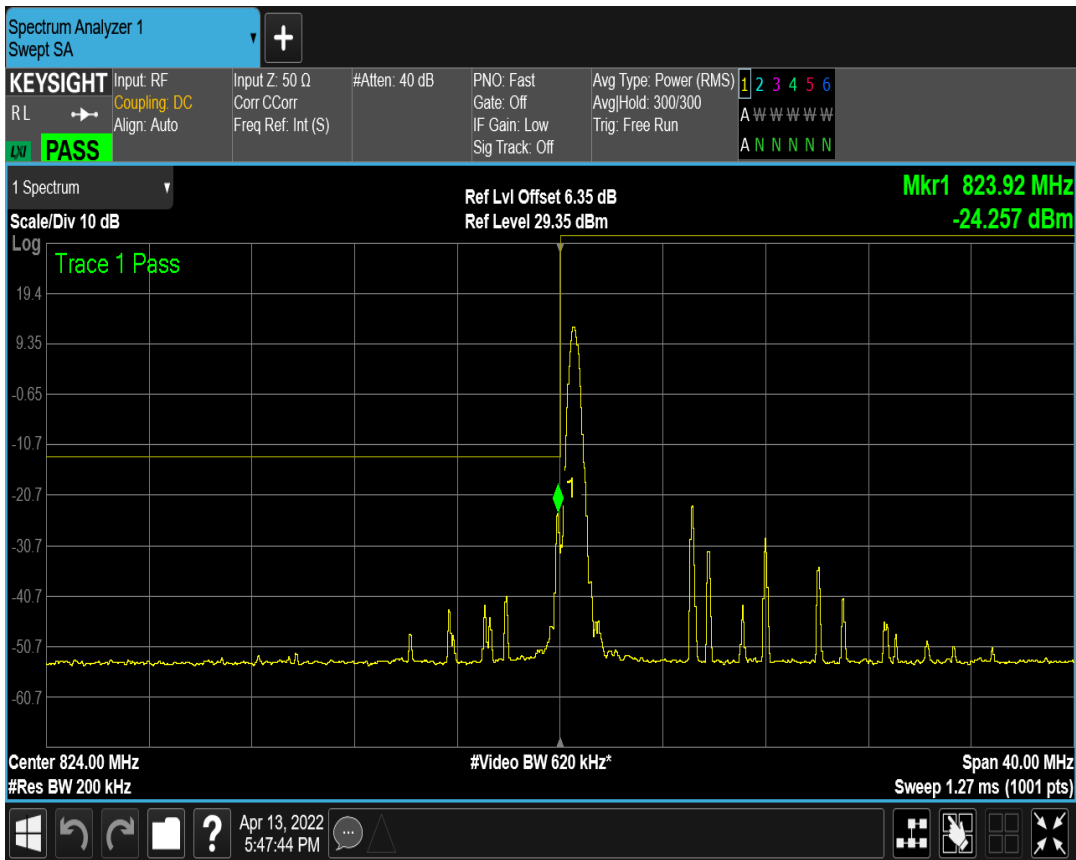 Spectrum Analyzer 1
Swept SA
+
KEYSIGHT
RL
LXI
PASS
Input: RF
Coupling: DC
Align: Auto
Input Z: 50 Ω
Corr CCorr
Freq Ref: Int (S)
#Atten: 40 dB
PNO: Fast
Gate: Off
IF Gain: Low
Sig Track: Off
Avg Type: Power (RMS)
Avg|Hold: 300/300
Trig: Free Run
1 2 3 4 5 6
A W W W W W
A N N N N N
1 Spectrum
Scale/Div 10 dB
Ref Lvl Offset 6.35 dB
Ref Level 29.35 dBm
Mkr1 823.92 MHz
-24.257 dBm
Log
Trace 1 Pass
19.4
9.35
-0.65
-10.7
1
-20.7
-30.7
-40.7
-50.7
-60.7
Center 824.00 MHz
#Video BW 620 kHz*
Span 40.00 MHz
#Res BW 200 kHz
Sweep 1.27 ms (1001 pts)
?
Apr 13, 2022
5:47:44 PM